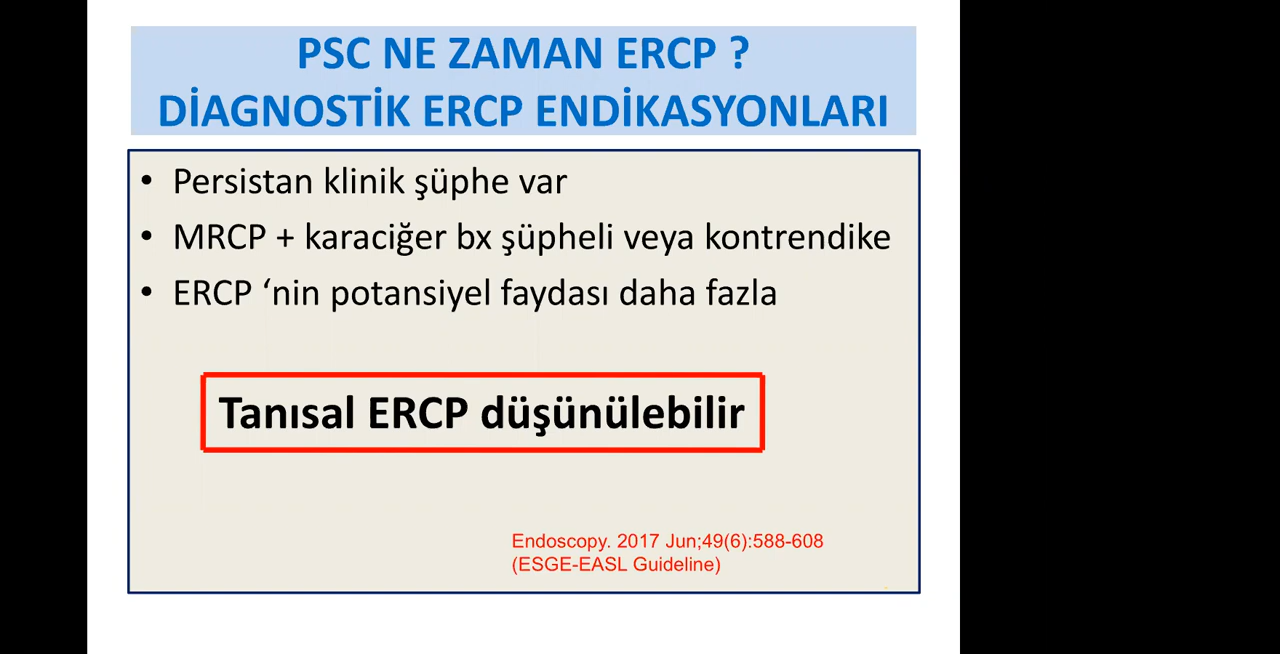 PSC NE ZAMAN ERCP ?
DİAGNOSTİK ERCP ENDİKASYONLARI
• Persistan klinik şüphe var
• MRCP + karaciğer bx şüpheli veya kontrendike
• ERCP ‘nin potansiyel faydası daha fazla
Tanısal ERCP düşünülebilir
Endoscopy. 2017 Jun;49(6):588-608
(ESGE-EASL Guideline)